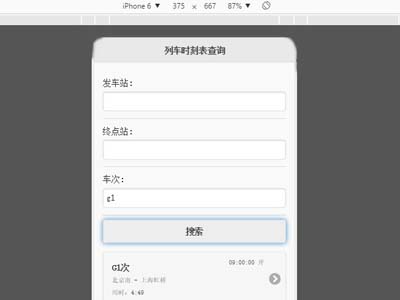 iPhone 6 ▼ 375 × 667 87% ▼
列车时刻表查询
发车站:
终点站:
车次:
g1
搜索
G1次
09:00:00 开
北京南 - 上海虹桥
用时：4:49